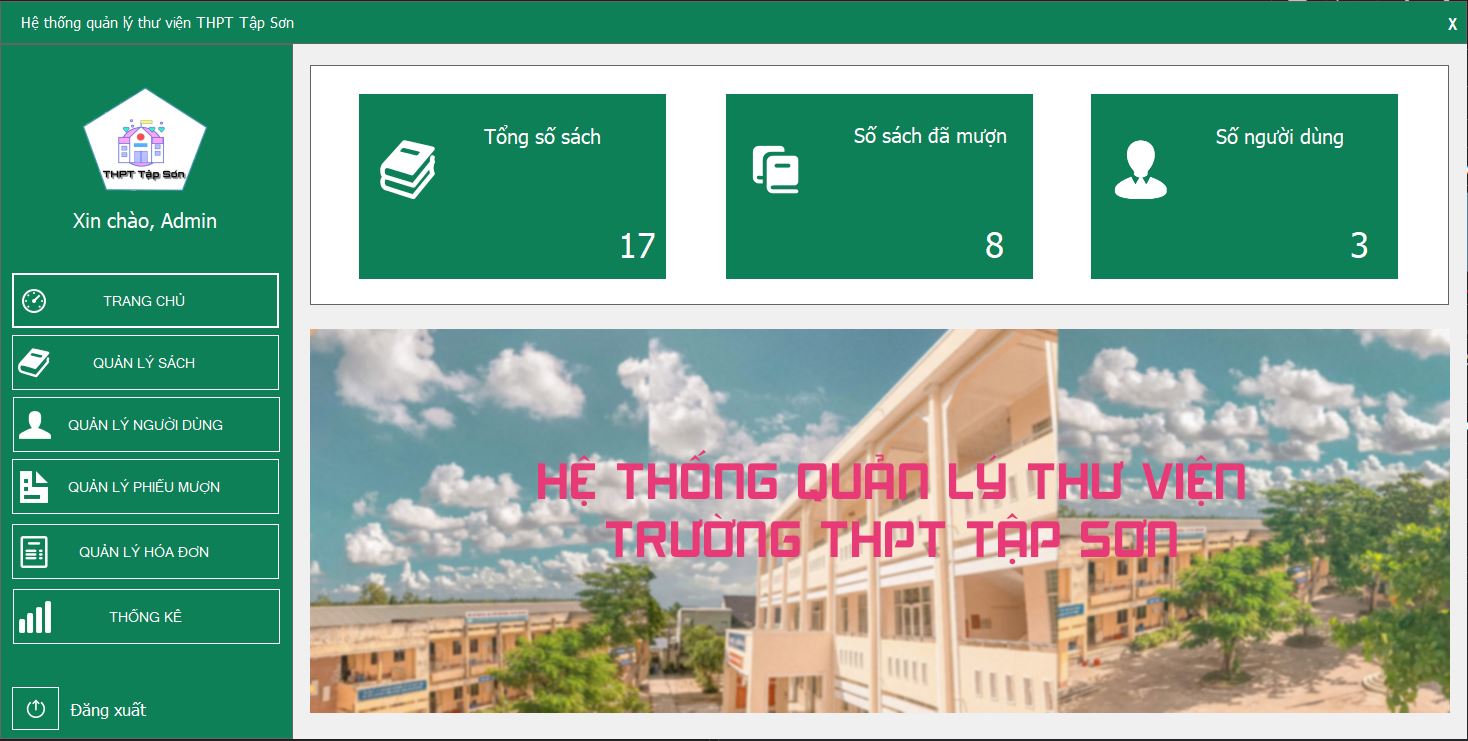 Hệ thống quản lý thư viện THPT Tập Sơn
X
THPT Tập Sơn
Xin chào, Admin
TRANG CHỦ
QUẢN LÝ SÁCH
QUẢN LÝ NGƯỜI DÙNG
QUẢN LÝ PHIẾU MƯỢN
QUẢN LÝ HÓA ĐƠN
THỐNG KÊ
Đăng xuất
Tổng số sách
17
Số sách đã mượn
8
Số người dùng
3
HỆ THỐNG QUẢN LÝ THƯ VIỆN
TRƯỜNG THPT TẬP SƠN